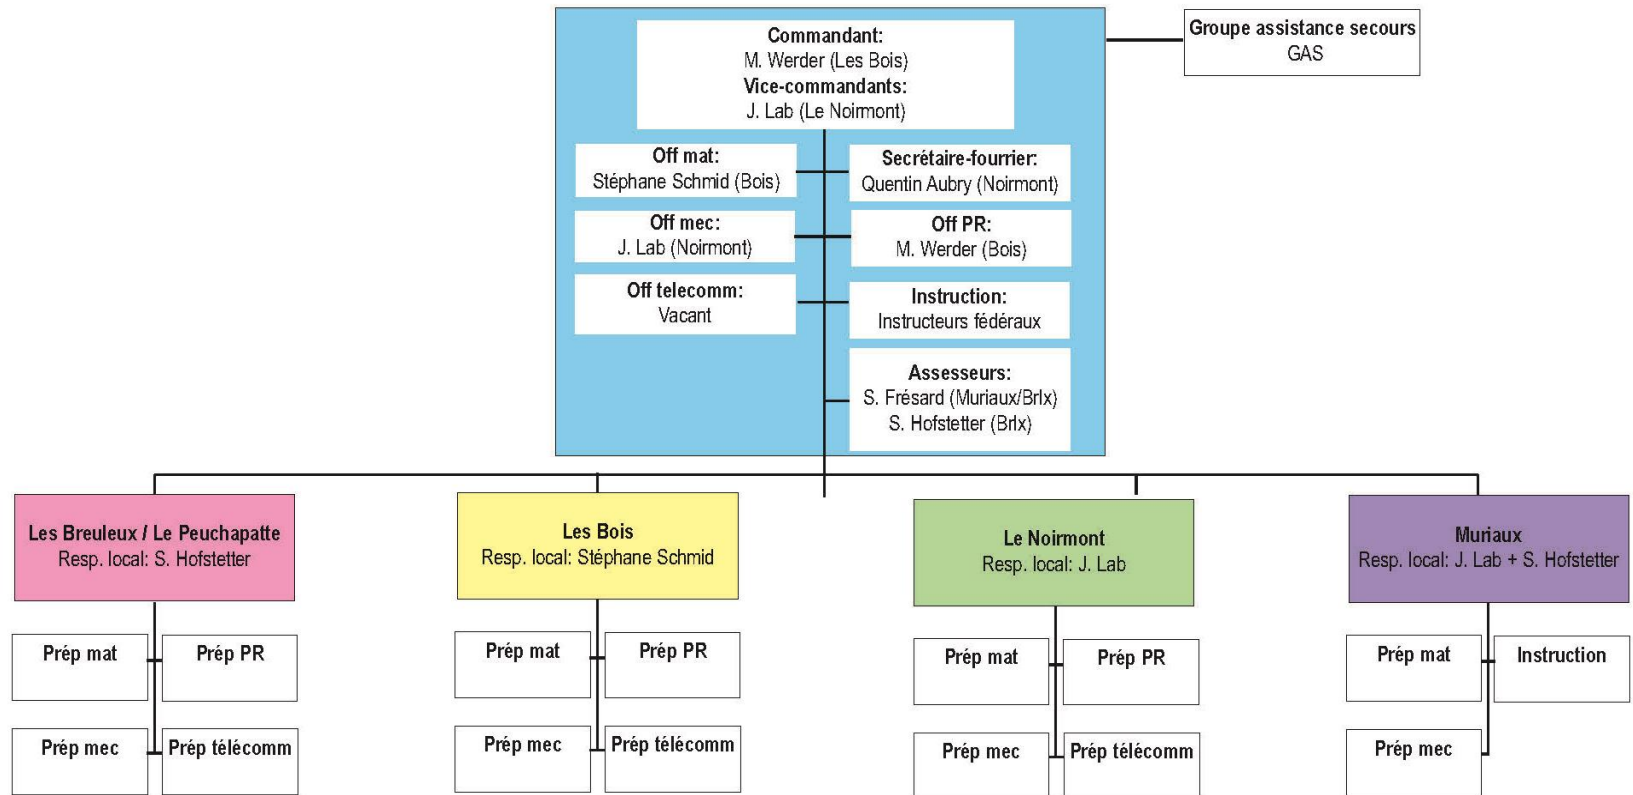 Commandant:
M. Werder (Les Bois)
Vice-commandants:
J. Lab (Le Noirmont)
Groupe assistance secours
GAS
Off mat:
Stéphane Schmid (Bois)
Secrétaire-fourrier:
Quentin Aubry (Noirmont)
Off mec:
J. Lab (Noirmont)
Off PR:
M. Werder (Bois)
Off telecomm:
Vacant
Instruction:
Instructeurs fédéraux
Assesseurs:
S. Frésard (Muriaux/Brlx)
S. Hofstetter (Brlx)
Les Breuleux / Le Peuchapatte
Resp. local: S. Hofstetter
Les Bois
Resp. local: Stéphane Schmid
Le Noirmont
Resp. local: J. Lab
Muriaux
Resp. local: J. Lab + S. Hofstetter
Prép mat
Prép PR
Prép mec
Prép télécomm
Prép mat
Prép PR
Prép mec
Prép télécomm
Prép mat
Prép PR
Prép mec
Prép télécomm
Prép mat
Instruction
Prép mec